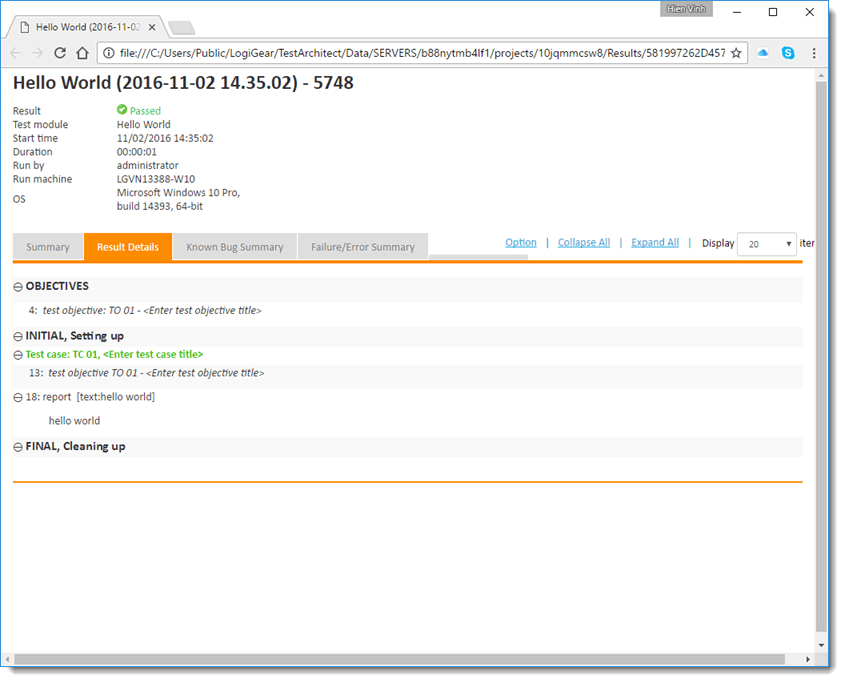 Hien Vinh
Hello World (2016-11-02
file:///C:/Users/Public/LogiGear/TestArchitect/Data/SERVERS/b88nytmb4lf1/projects/10jqmmcsw8/Results/581997262D457
Hello World (2016-11-02 14.35.02) - 5748
Result Passed
Test module Hello World
Start time 11/02/2016 14:35:02
Duration 00:00:01
Run by administrator
Run machine LGVN13388-W10
OS Microsoft Windows 10 Pro,
build 14393, 64-bit
Summary Result Details Known Bug Summary Failure/Error Summary Option | Collapse All | Expand All | Display 20 iter
OBJECTIVES
4: test objective: TO 01 - <Enter test objective title>
INITIAL, Setting up
Test case: TC 01, <Enter test case title>
13: test objective TO 01 - <Enter test objective title>
18: report [text:hello world]
hello world
FINAL, Cleaning up